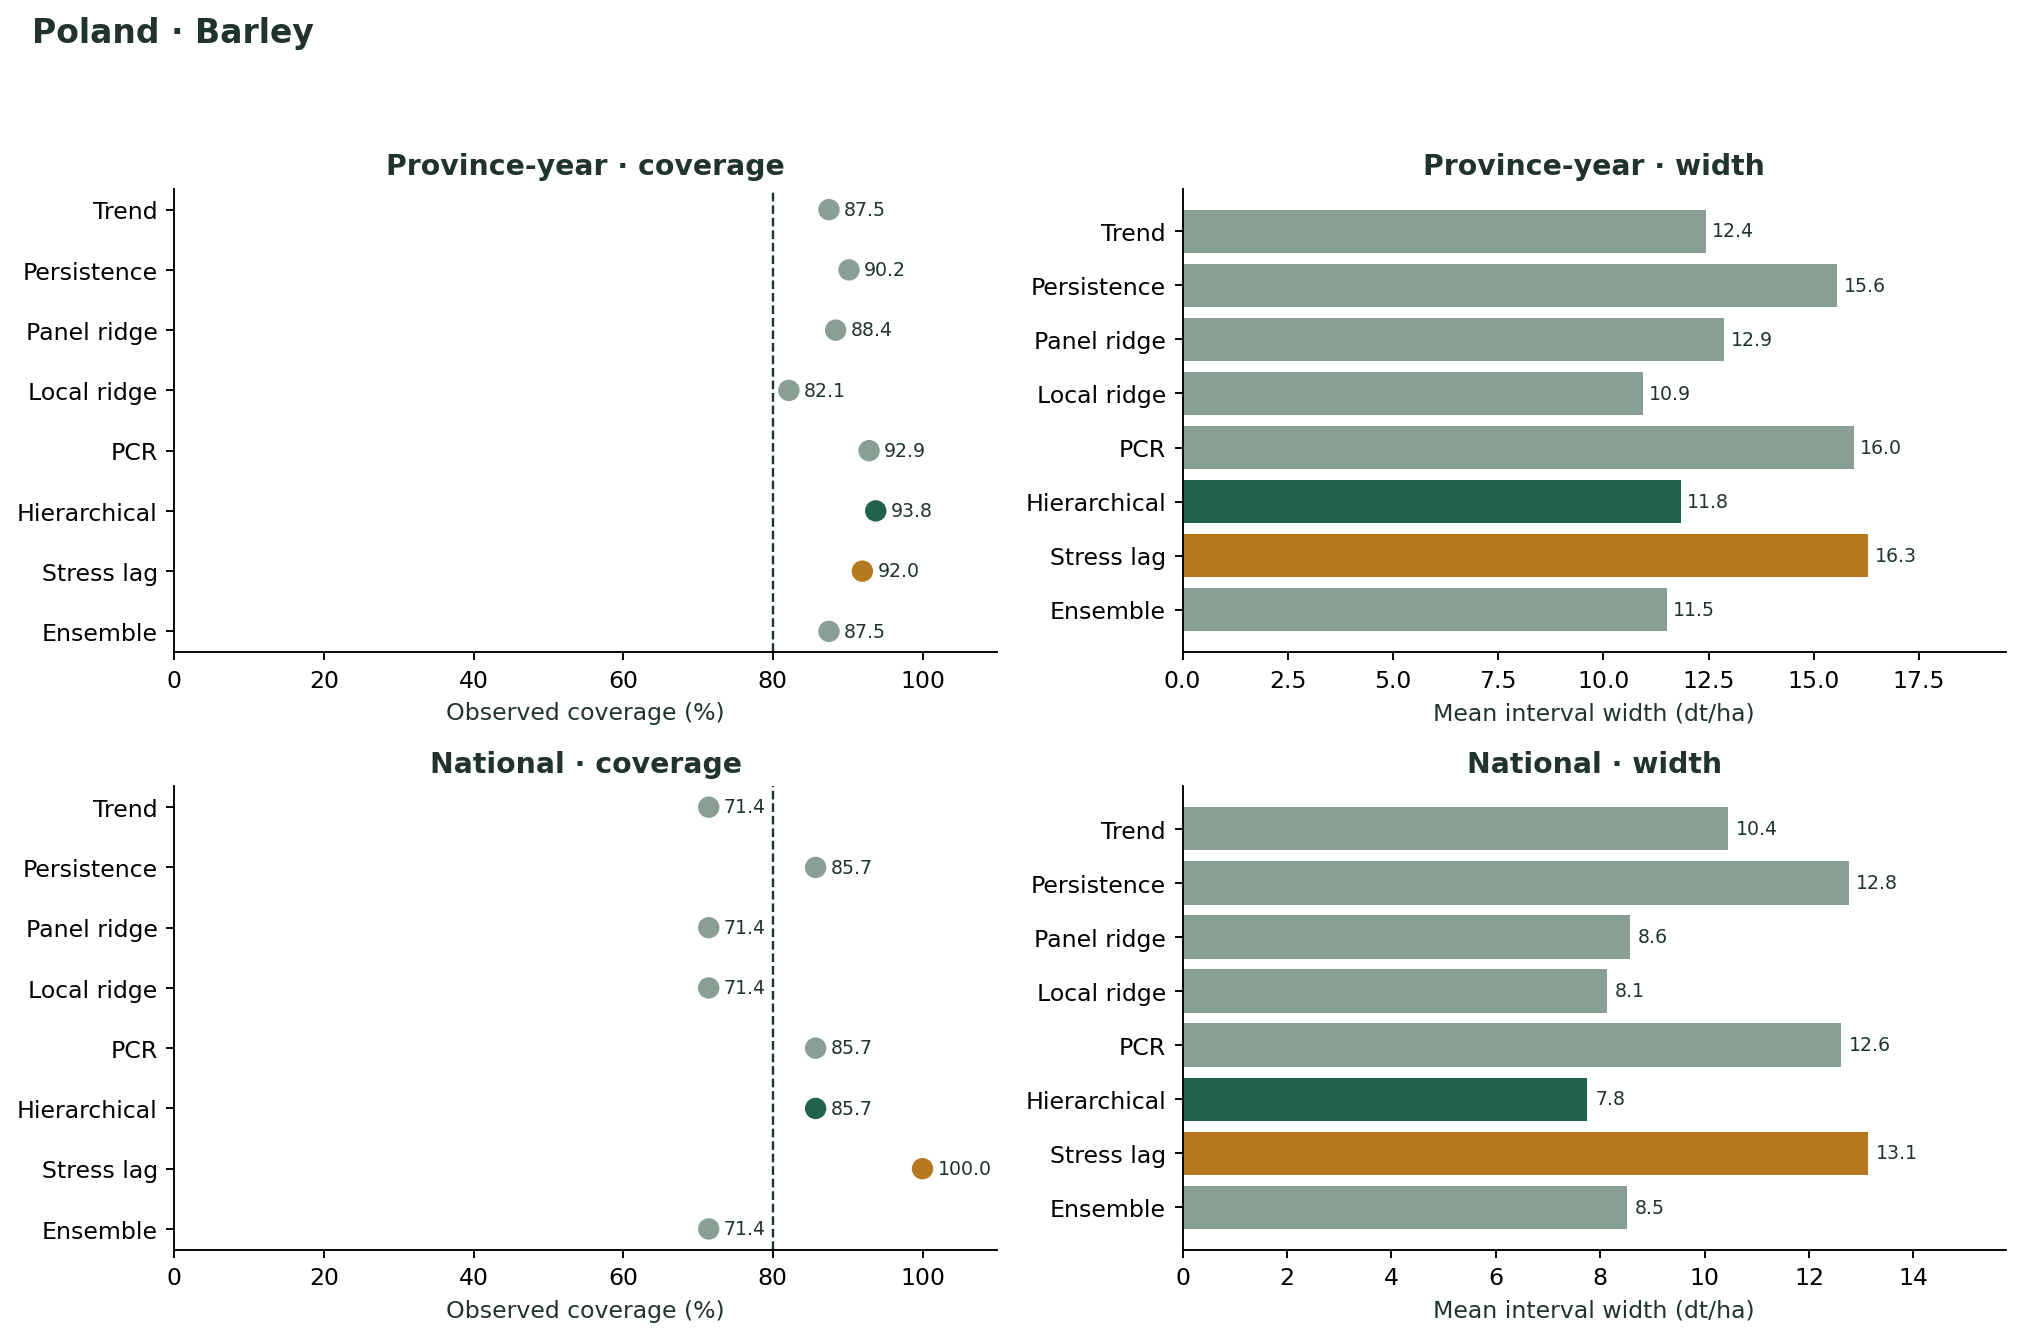 Poland · Barley
Province-year · coverage
Trend
87.5
Persistence
90.2
Panel ridge
88.4
Local ridge
82.1
PCR
92.9
Hierarchical
93.8
Stress lag
92.0
Ensemble
87.5
0 20 40 60 80 100
Observed coverage (%)
Province-year · width
Trend
12.4
Persistence
15.6
Panel ridge
12.9
Local ridge
10.9
PCR
16.0
Hierarchical
11.8
Stress lag
16.3
Ensemble
11.5
0.0 2.5 5.0 7.5 10.0 12.5 15.0 17.5
Mean interval width (dt/ha)
National · coverage
Trend
71.4
Persistence
85.7
Panel ridge
71.4
Local ridge
71.4
PCR
85.7
Hierarchical
85.7
Stress lag
100.0
Ensemble
71.4
0 20 40 60 80 100
Observed coverage (%)
National · width
Trend
10.4
Persistence
12.8
Panel ridge
8.6
Local ridge
8.1
PCR
12.6
Hierarchical
7.8
Stress lag
13.1
Ensemble
8.5
0 2 4 6 8 10 12 14
Mean interval width (dt/ha)